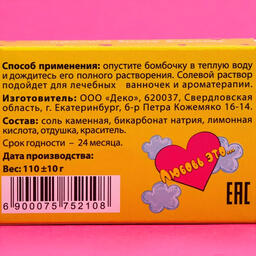 Способ применения: опустите бомбочку в теплую воду
и дождитесь его полного растворения. Солевой раствор
подойдет для лечебных ванночек и ароматерапии.
Изготовитель: ООО «Деко», 620037, Свердловская
область, г. Екатеринбург, 6-р Петра Кожемяко 16-14.
Состав: соль каменная, бикарбонат натрия, лимонная
кислота, отдушка, краситель.
Срок годности – 24 месяца.
Дата производства:
Вес: 110±10 г
6 900075 752108
Любовь это...
EAC